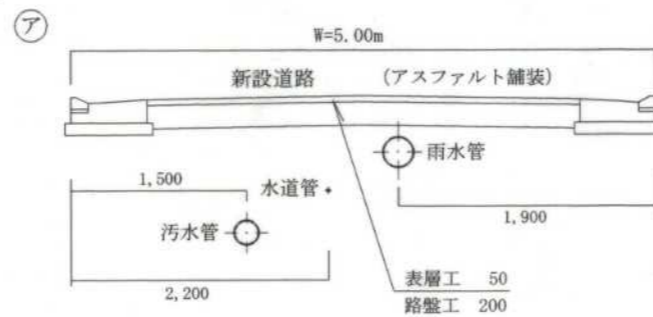 ア
W=5.00m
新設道路 (アスファルト舗装)
雨水管
1,500
水道管
1,900
汚水管
2,200
表層工 50
路盤工 200